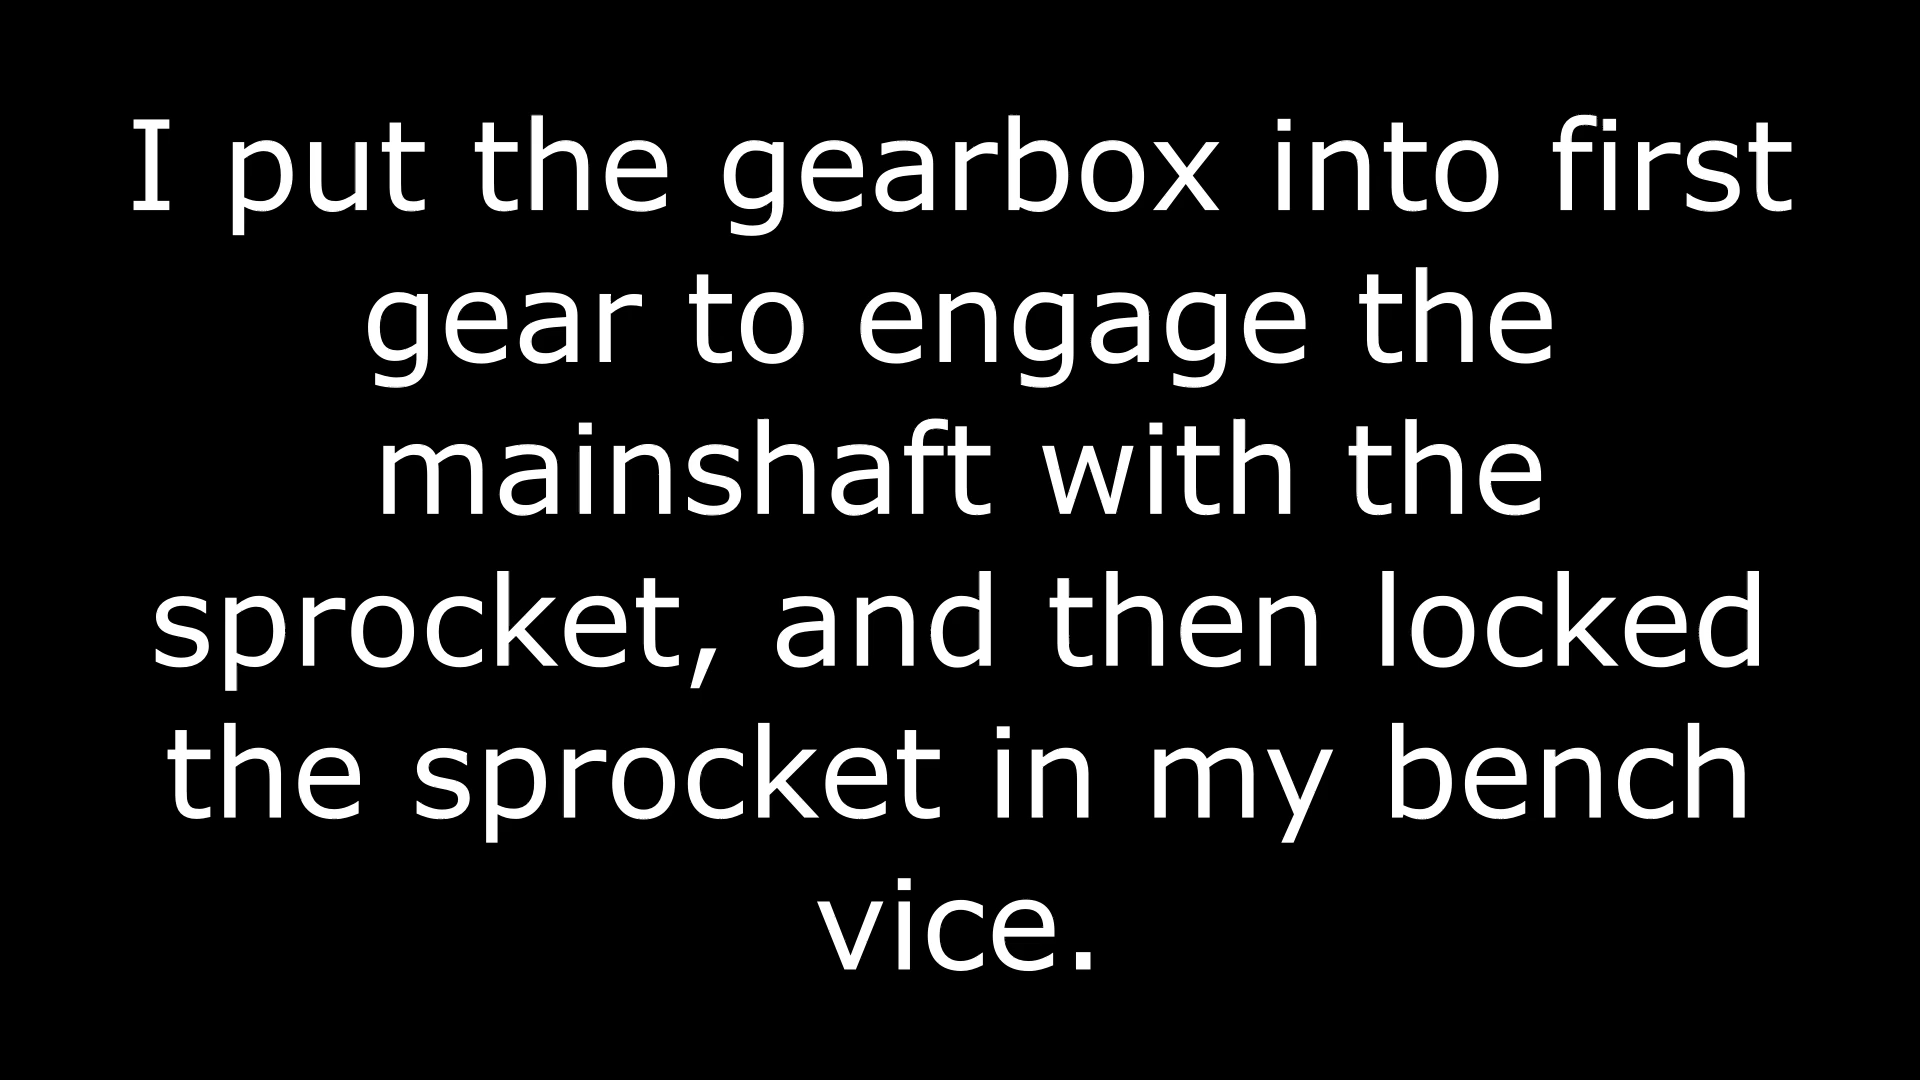 I put the gearbox into first
gear to engage the
mainshaft with the
sprocket, and then locked
the sprocket in my bench
vice.